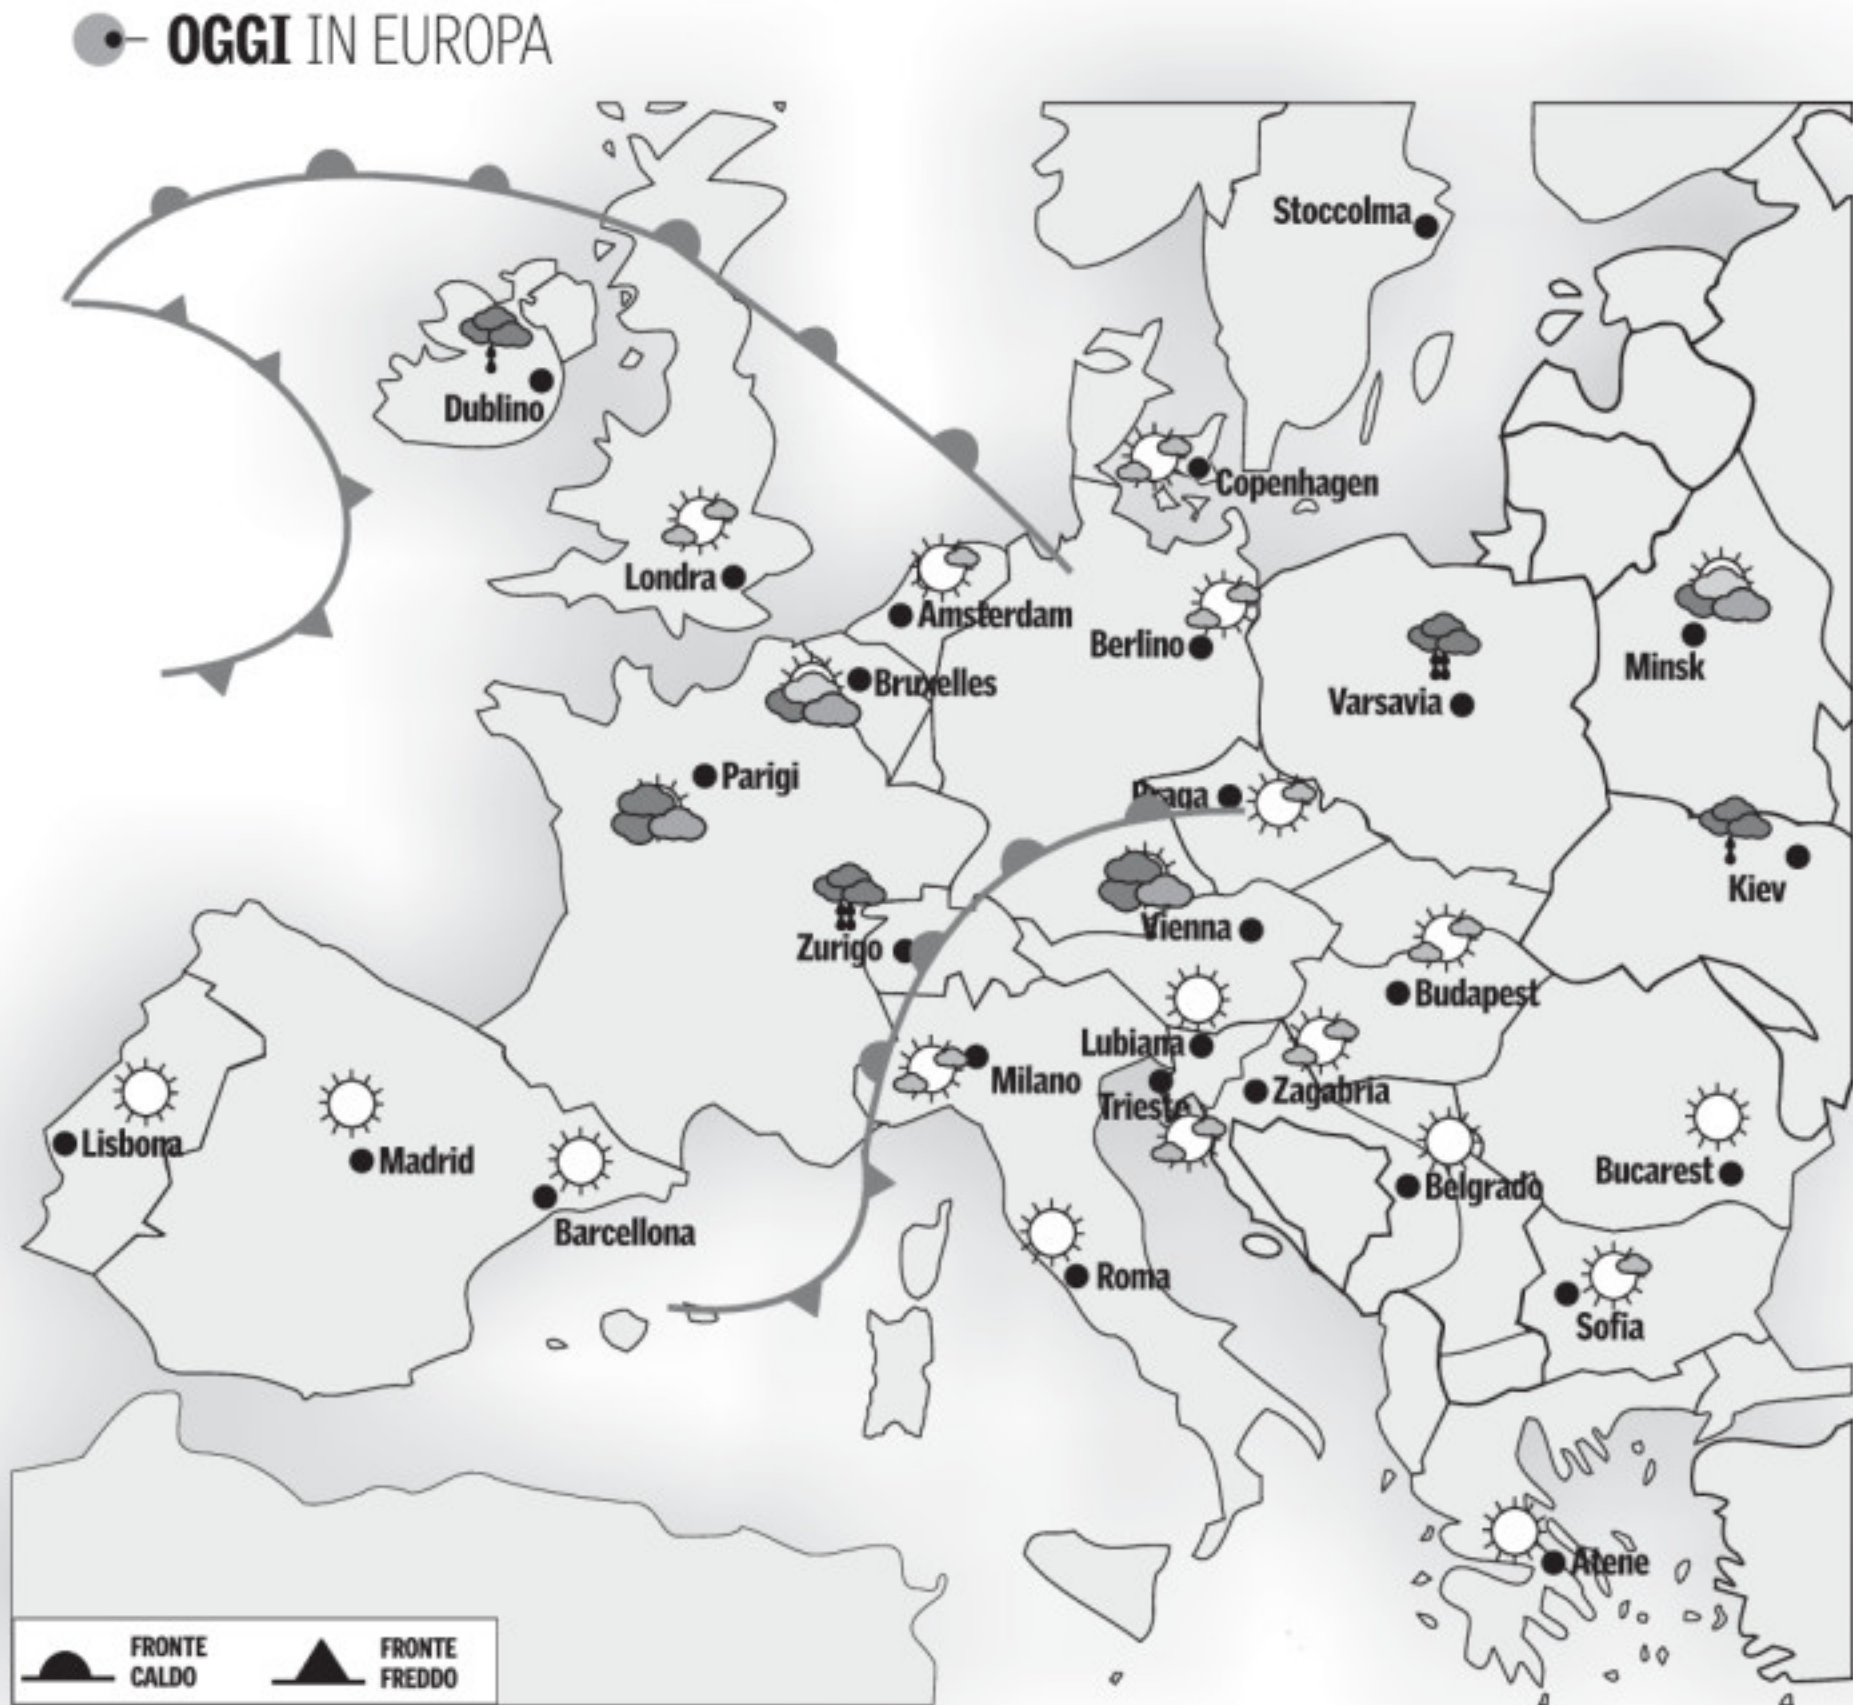 OGGI IN EUROPA
Stoccolma
Dublino
Copenhagen
Londra
Amsterdam
Berlino
Minsk
Bruxelles
Varsavia
Parigi
Praga
Kiev
Vienna
Zurigo
Budapest
Lubiana
Milano
Zagabria
Trieste
Lisbona
Madrid
Bucarest
Belgrado
Barcellona
Roma
Sofia
Atene
FRONTE
CALDO
FRONTE
FREDDO